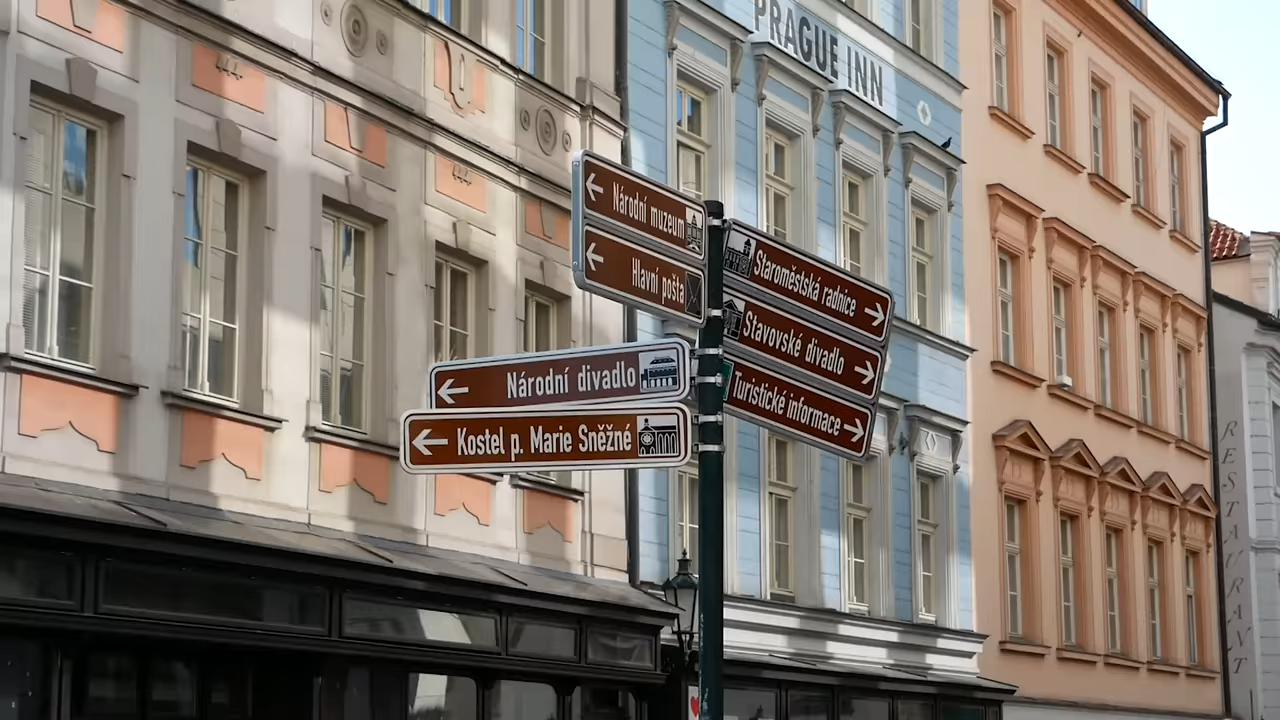 PRAGUE INN
Národní muzeum
Hlavní pošta
Národní divadlo
Kostel p. Marie Sněžné
Staroměstská radnice
Stavovské divadlo
Turistické informace
RESTAURANT